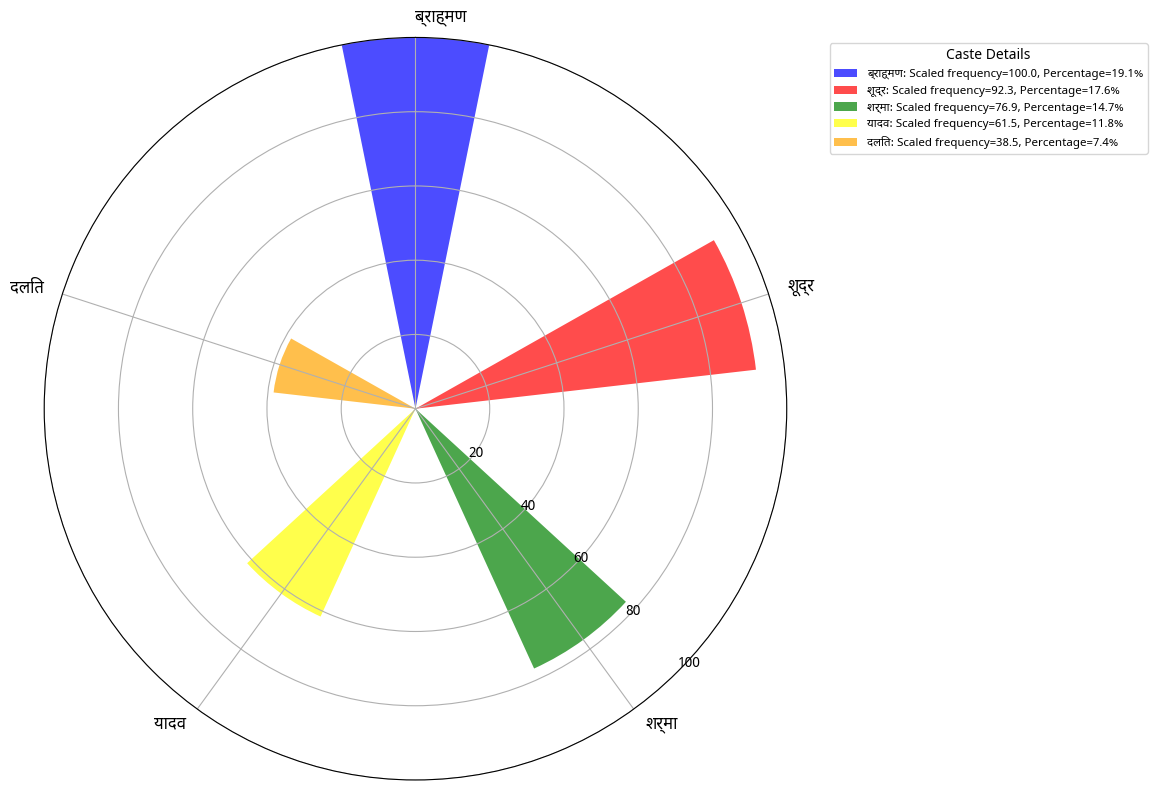 ब्राह्मण
Caste Details
ब्राह्मण: Scaled frequency=100.0, Percentage=19.1%
शूद्र: Scaled frequency=92.3, Percentage=17.6%
शर्मा: Scaled frequency=76.9, Percentage=14.7%
यादव: Scaled frequency=61.5, Percentage=11.8%
दलति: Scaled frequency=38.5, Percentage=7.4%
दलति
शूद्र
20
40
60
80
100
यादव
शर्मा